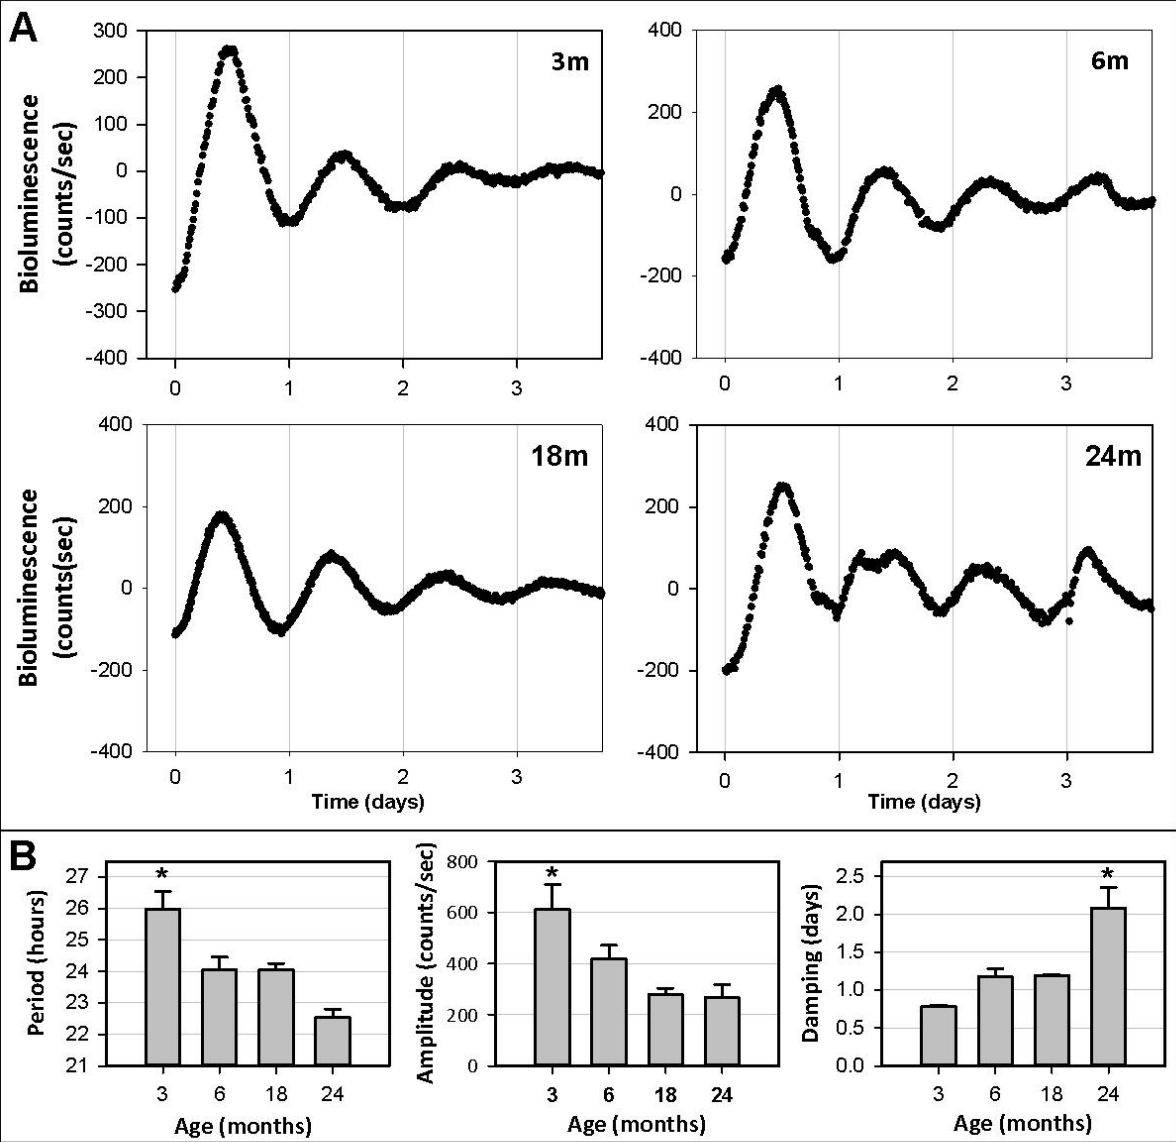 A
300
200
100
0
-100
-200
-300
-400
Bioluminescence
(counts/sec)
3m
0 1 2 3
400
200
0
-200
-400
6m
0 1 2 3
400
200
0
-200
-400
Bioluminescence
(counts(sec)
18m
0 1 2 3
Time (days)
400
200
0
-200
-400
24m
0 1 2 3
Time (days)
B
27
26
25
24
23
22
21
Period (hours)
*
3 6 18 24
Age (months)
800
600
400
200
0
Amplitude (counts/sec)
*
3 6 18 24
Age (months)
2.5
2.0
1.5
1.0
0.5
0.0
Damping (days)
*
3 6 18 24
Age (months)